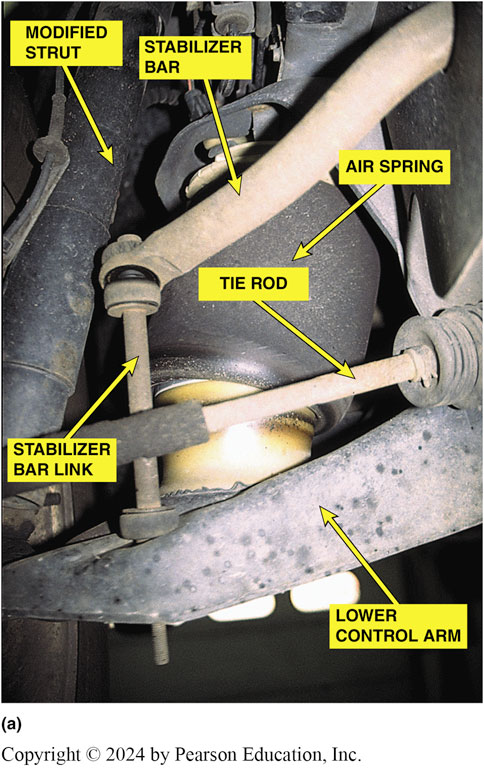 MODIFIED
STRUT
STABILIZER
BAR
AIR SPRING
TIE ROD
STABILIZER
BAR LINK
LOWER
CONTROL ARM
(a)
Copyright © 2024 by Pearson Education, Inc.